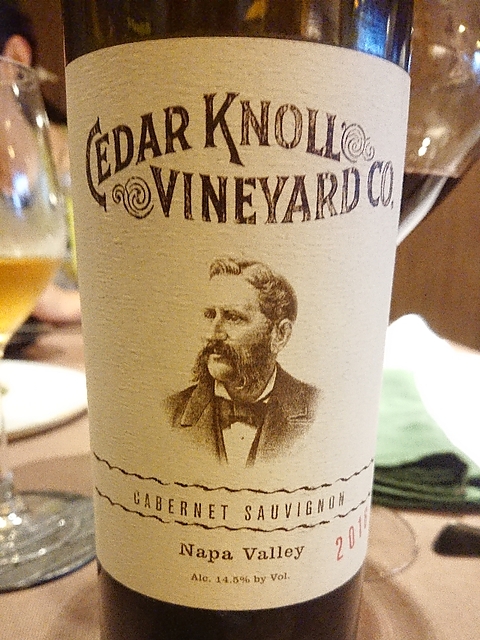 CEDAR KNOLL
VINEYARD CO.
CABERNET SAUVIGNON
Napa Valley
Alc. 14.5% by Vol.